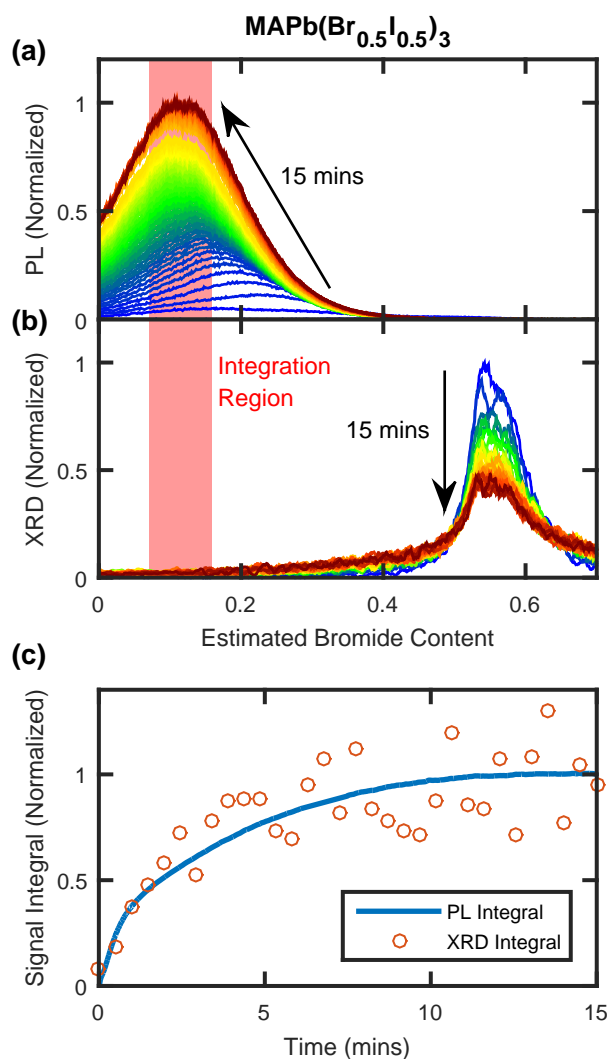 MAPb(Br0.5I0.5)3
(a)
1
0.5
0
PL (Normalized)
15 mins
(b)
Integration
Region
15 mins
1
0.5
0
XRD (Normalized)
0
0.2
0.4
0.6
Estimated Bromide Content
(c)
1
0.5
0
Signal Integral (Normalized)
PL Integral
XRD Integral
0
5
10
15
Time (mins)